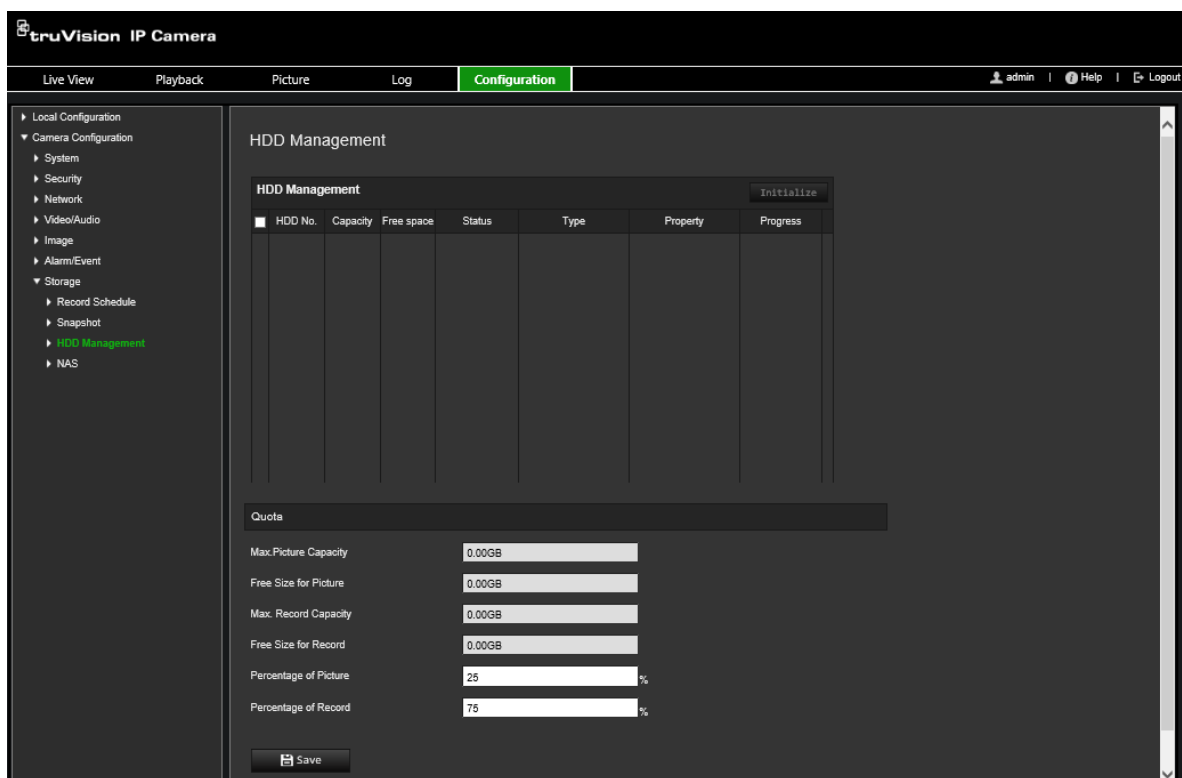 truVision IP Camera
Live View Playback Picture Log Configuration admin | Help | Logout
Local Configuration
Camera Configuration
System
Security
Network
Video/Audio
Image
Alarm/Event
Storage
Record Schedule
Snapshot
HDD Management
NAS
HDD Management
HDD Management Initialize
HDD No. Capacity Free space Status Type Property Progress
Quota
Max.Picture Capacity 0.00GB
Free Size for Picture 0.00GB
Max. Record Capacity 0.00GB
Free Size for Record 0.00GB
Percentage of Picture 25 %
Percentage of Record 75 %
Save